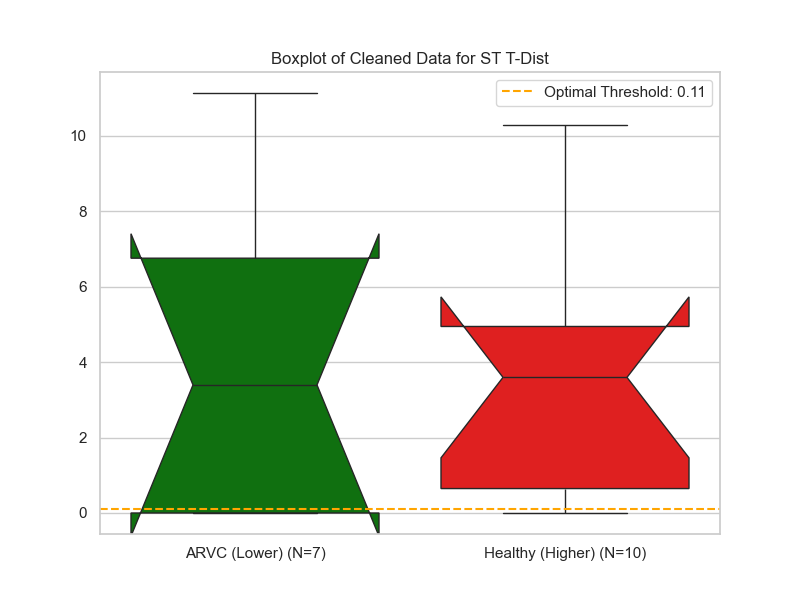 Boxplot of Cleaned Data for ST T-Dist
Optimal Threshold: 0.11
10
8
6
4
2
0
ARVC (Lower) (N=7)
Healthy (Higher) (N=10)